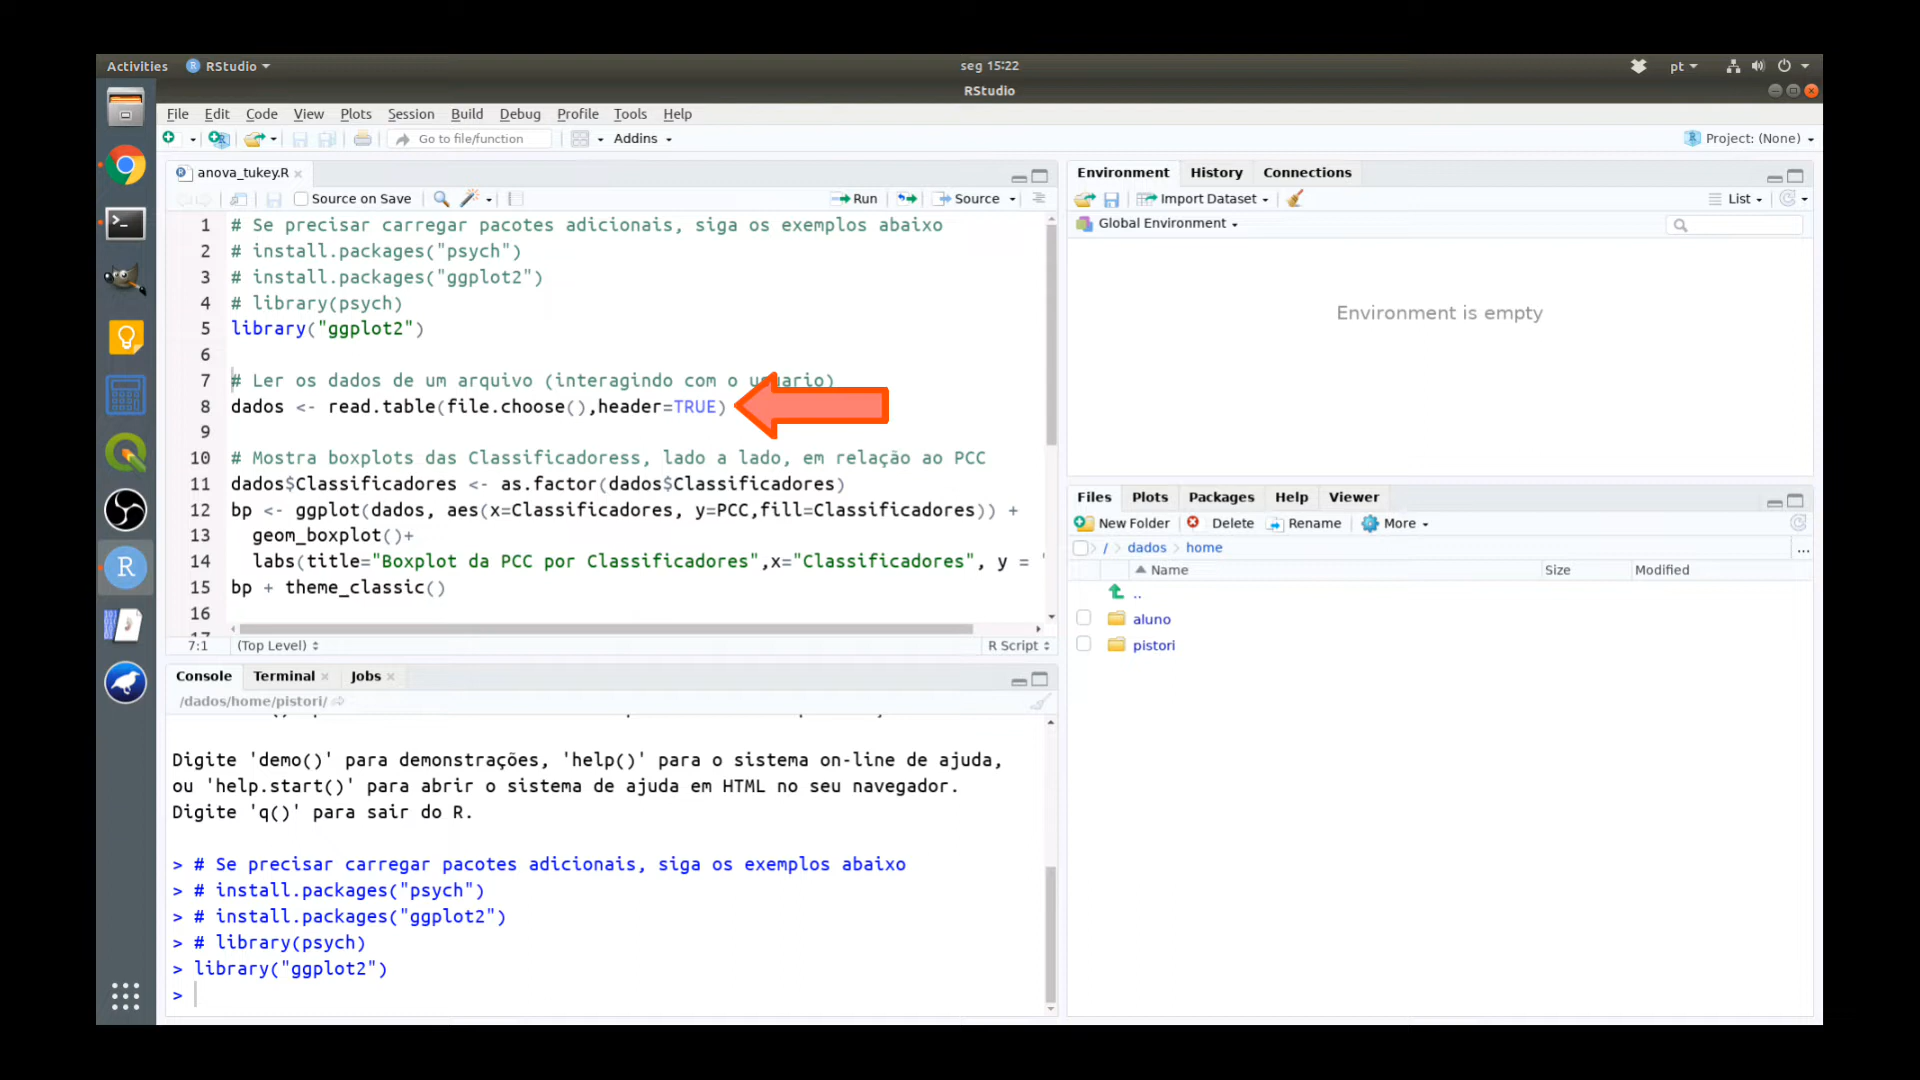 Activities RStudio seg 15:22 pt
RStudio
File Edit Code View Plots Session Build Debug Profile Tools Help
Go to file/function Addins Project: (None)
anova_tukey.R
Source on Save Run Source
1 # Se precisar carregar pacotes adicionais, siga os exemplos abaixo
2 # install.packages("psych")
3 # install.packages("ggplot2")
4 # library(psych)
5 library("ggplot2")
6
7 # Ler os dados de um arquivo (interagindo com o usuario)
8 dados <- read.table(file.choose(),header=TRUE)
9
10 # Mostra boxplots das Classificadoress, lado a lado, em relação ao PCC
11 dados$Classificadores <- as.factor(dados$Classificadores)
12 bp <- ggplot(dados, aes(x=Classificadores, y=PCC,fill=Classificadores)) +
13 geom_boxplot()+
14 labs(title="Boxplot da PCC por Classificadores",x="Classificadores", y = "
15 bp + theme_classic()
16
17
7:1 (Top Level) R Script
Console Terminal Jobs
/dados/home/pistori/
Digite 'demo()' para demonstrações, 'help()' para o sistema on-line de ajuda,
ou 'help.start()' para abrir o sistema de ajuda em HTML no seu navegador.
Digite 'q()' para sair do R.
> # Se precisar carregar pacotes adicionais, siga os exemplos abaixo
> # install.packages("psych")
> # install.packages("ggplot2")
> # library(psych)
> library("ggplot2")
>
Environment History Connections
Import Dataset List
Global Environment
Environment is empty
Files Plots Packages Help Viewer
New Folder Delete Rename More
/ dados home ...
Name Size Modified
..
aluno
pistori